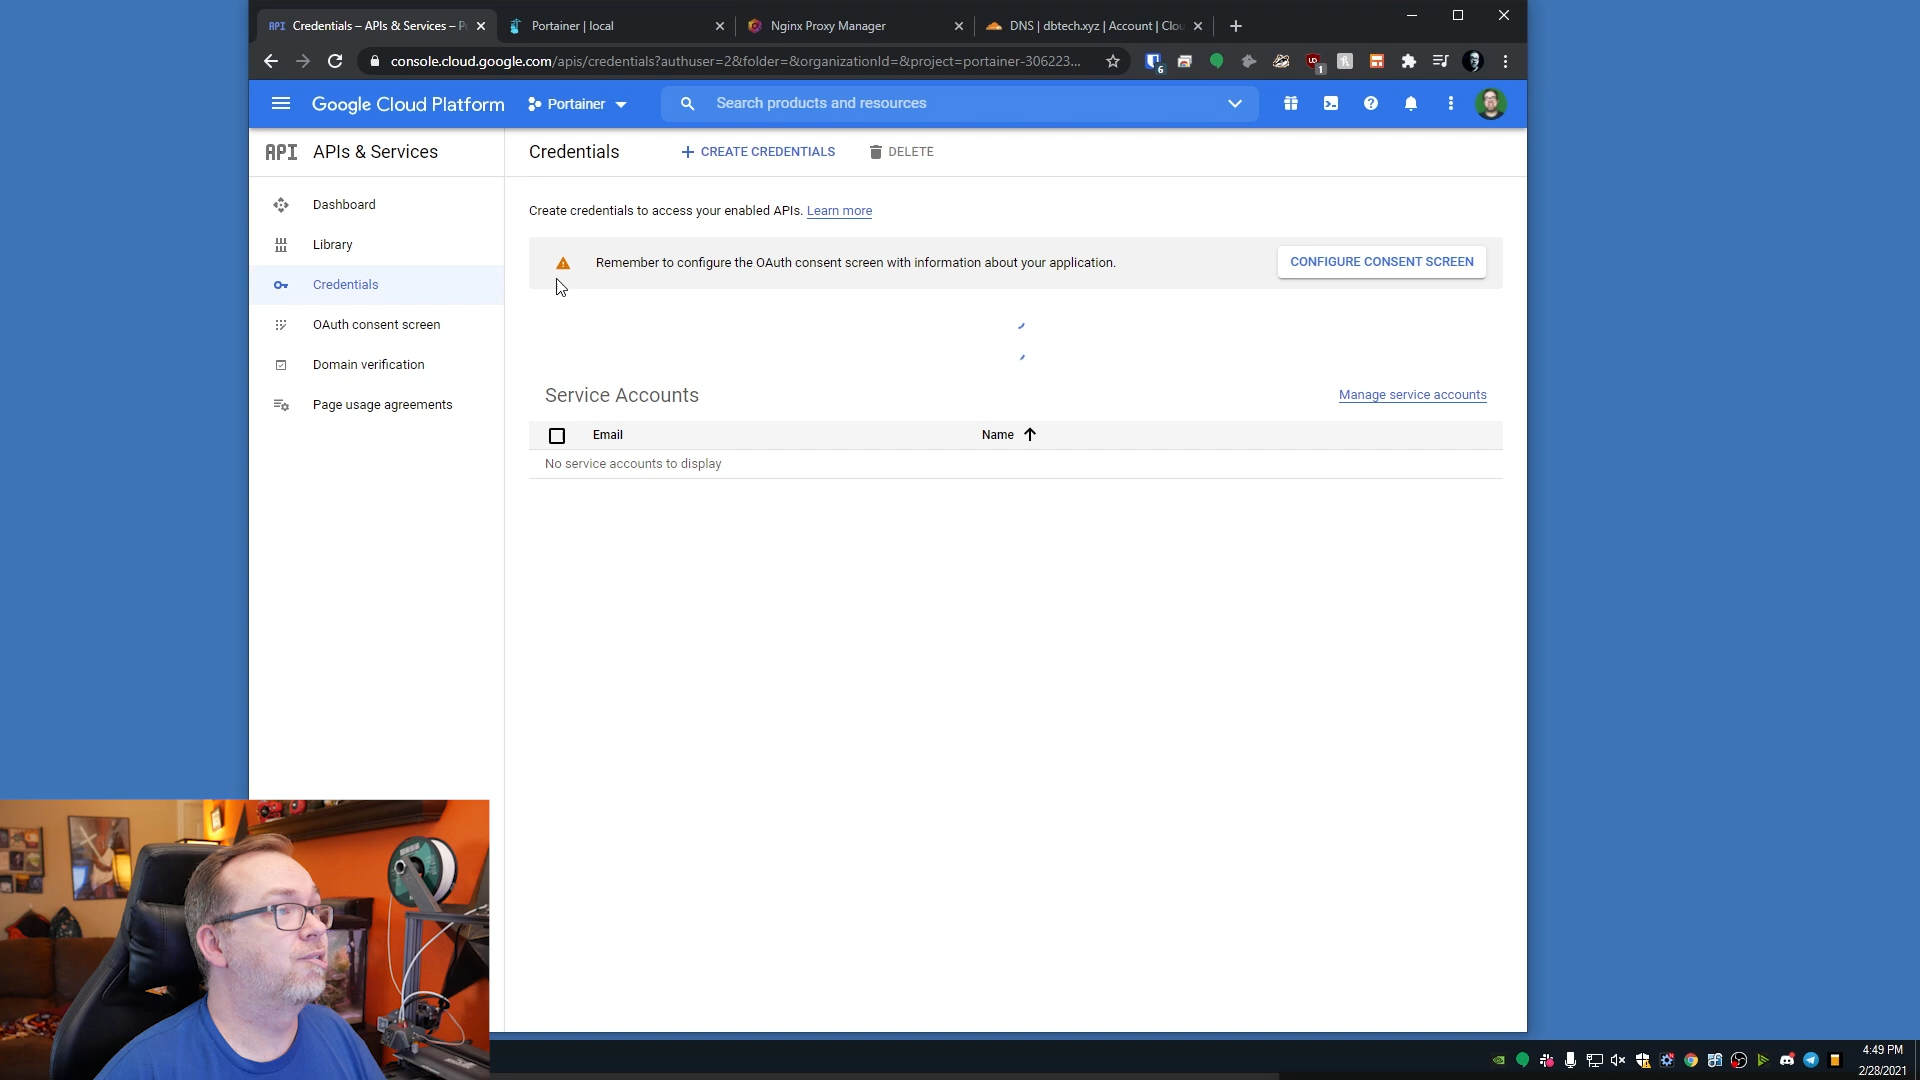 API Credentials – APIs & Services – P
Portainer | local
Nginx Proxy Manager
DNS | dbtech.xyz | Account | Clou
console.cloud.google.com/apis/credentials?authuser=2&folder=&organizationId=&project=portainer-306223...
6
1
Google Cloud Platform
Portainer
Search products and resources
API APIs & Services
Credentials
CREATE CREDENTIALS
DELETE
Dashboard
Library
Credentials
OAuth consent screen
Domain verification
Page usage agreements
Create credentials to access your enabled APIs. Learn more
Remember to configure the OAuth consent screen with information about your application.
CONFIGURE CONSENT SCREEN
Service Accounts
Manage service accounts
Email
Name
No service accounts to display
4:49 PM
2/28/2021